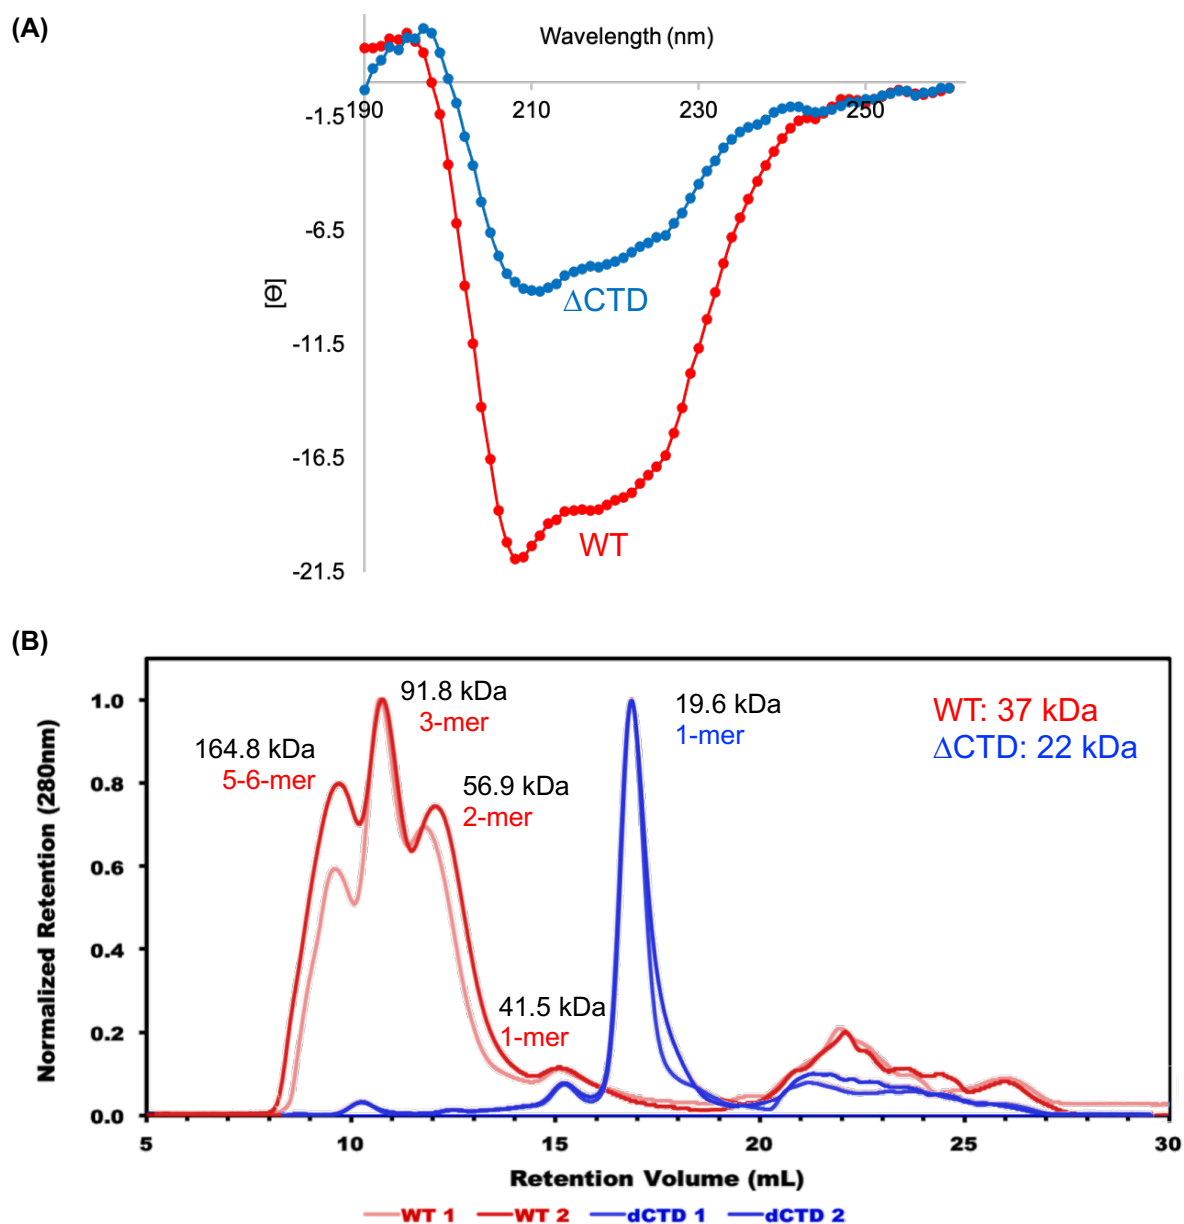 (A)
Wavelength (nm)
190
210
230
250
-1.5
-6.5
-11.5
-16.5
-21.5
[Θ]
ΔCTD
WT
(B)
Normalized Retention (280nm)
1.0
0.8
0.6
0.4
0.2
0.0
164.8 kDa
5-6-mer
91.8 kDa
3-mer
56.9 kDa
2-mer
41.5 kDa
1-mer
19.6 kDa
1-mer
WT: 37 kDa
ΔCTD: 22 kDa
5
10
15
20
25
30
Retention Volume (mL)
WT 1
WT 2
dCTD 1
dCTD 2